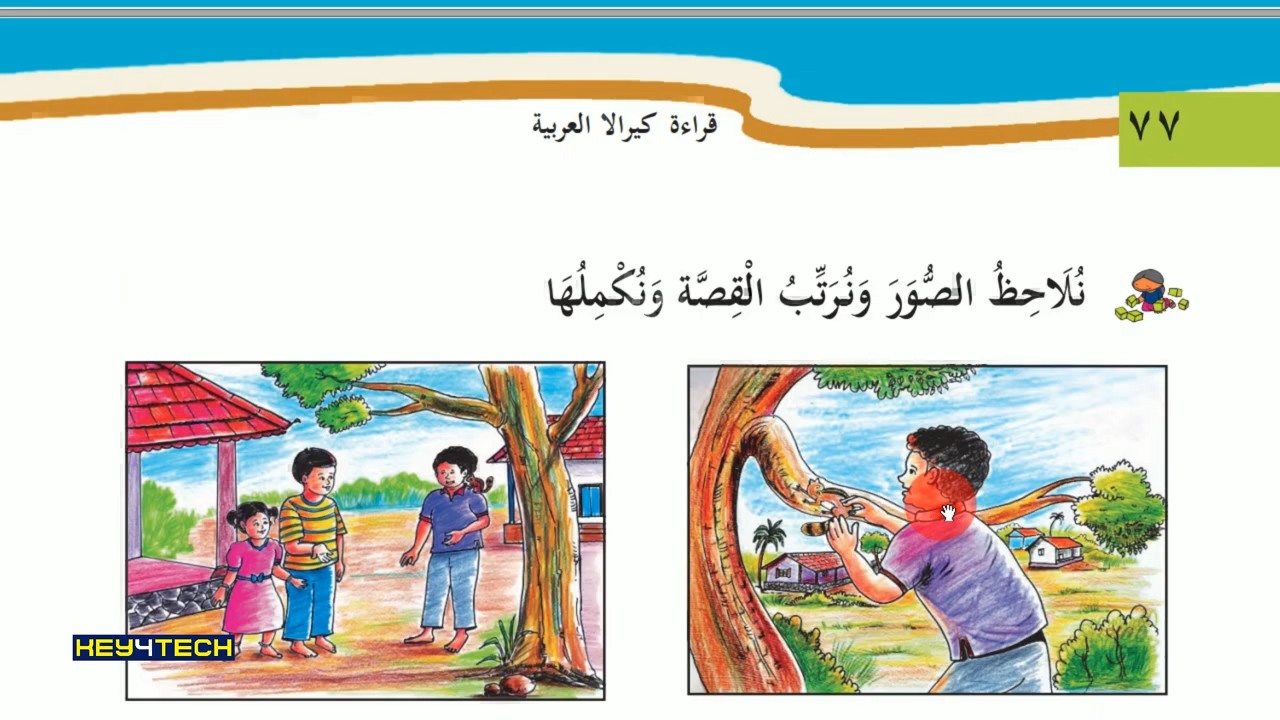 ٧٧
قراءة كيرالا العربية
نُلَاحِظُ الصُّوَرَ وَنُرَتِّبُ الْقِصَّة وَنُكْمِلُهَا
KEY4TECH